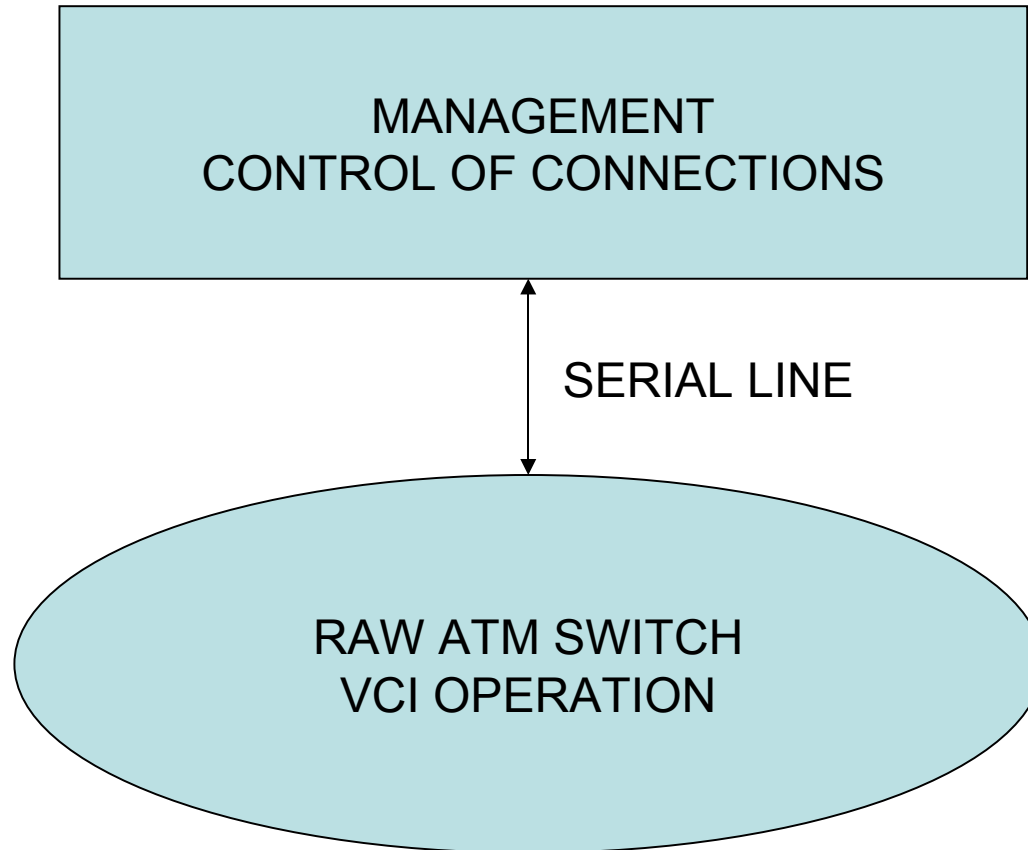 MANAGEMENT
CONTROL OF CONNECTIONS
SERIAL LINE
RAW ATM SWITCH
VCI OPERATION